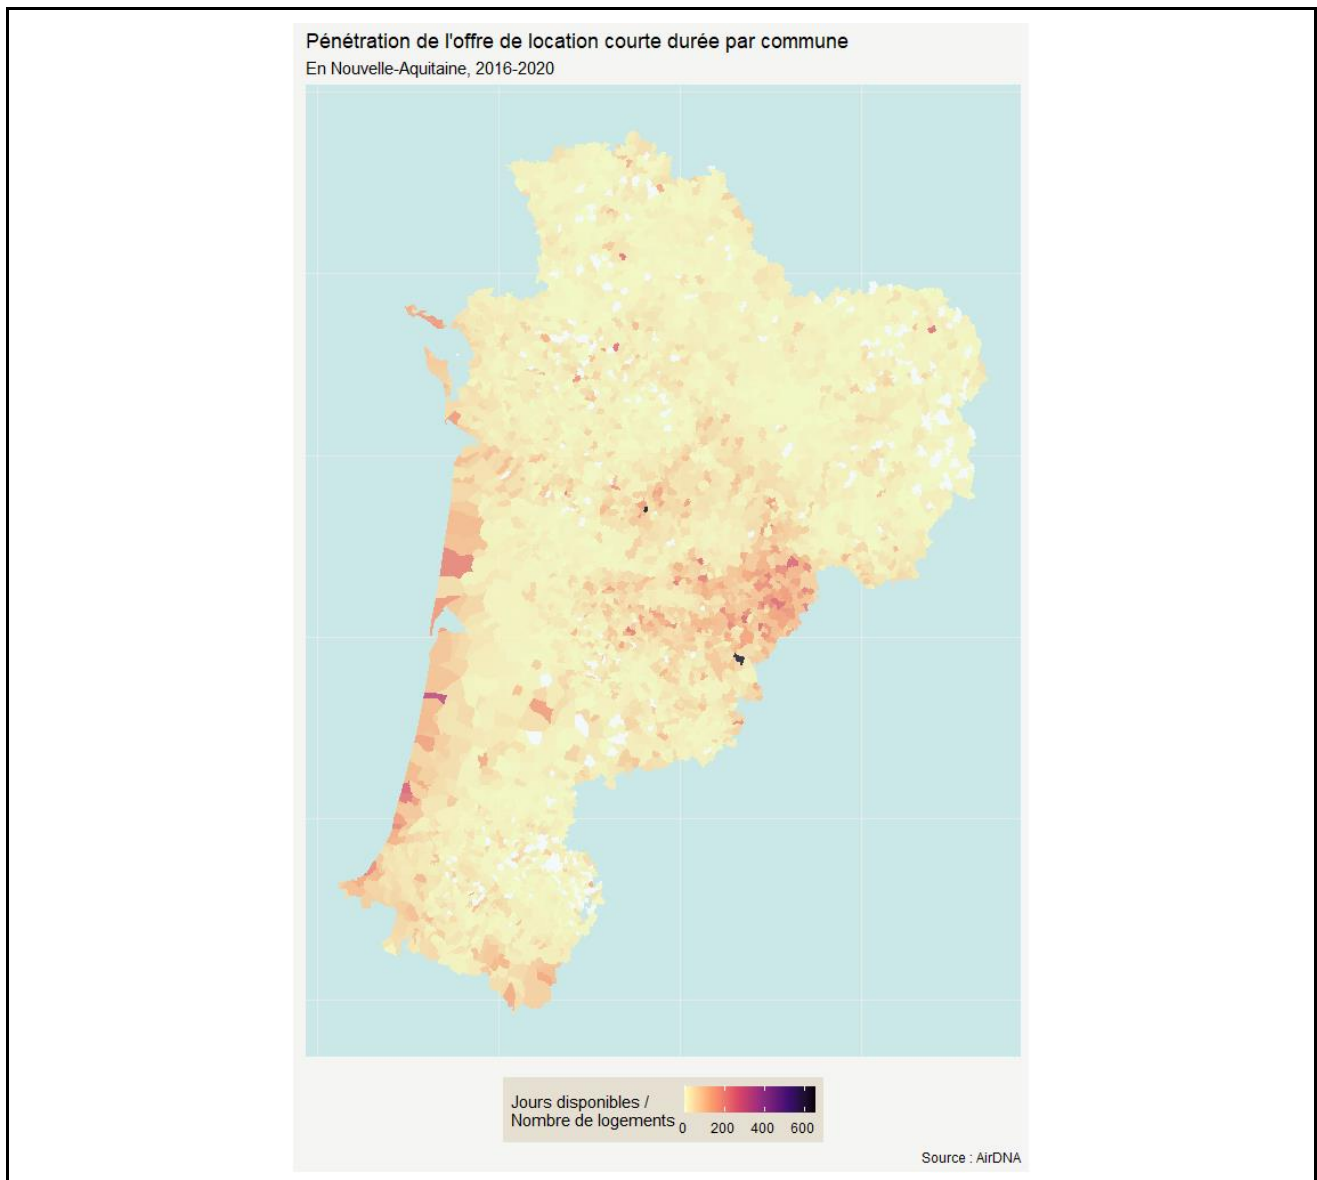 Pénétration de l'offre de location courte durée par commune
En Nouvelle-Aquitaine, 2016-2020
Jours disponibles /
Nombre de logements
0 200 400 600
Source : AirDNA